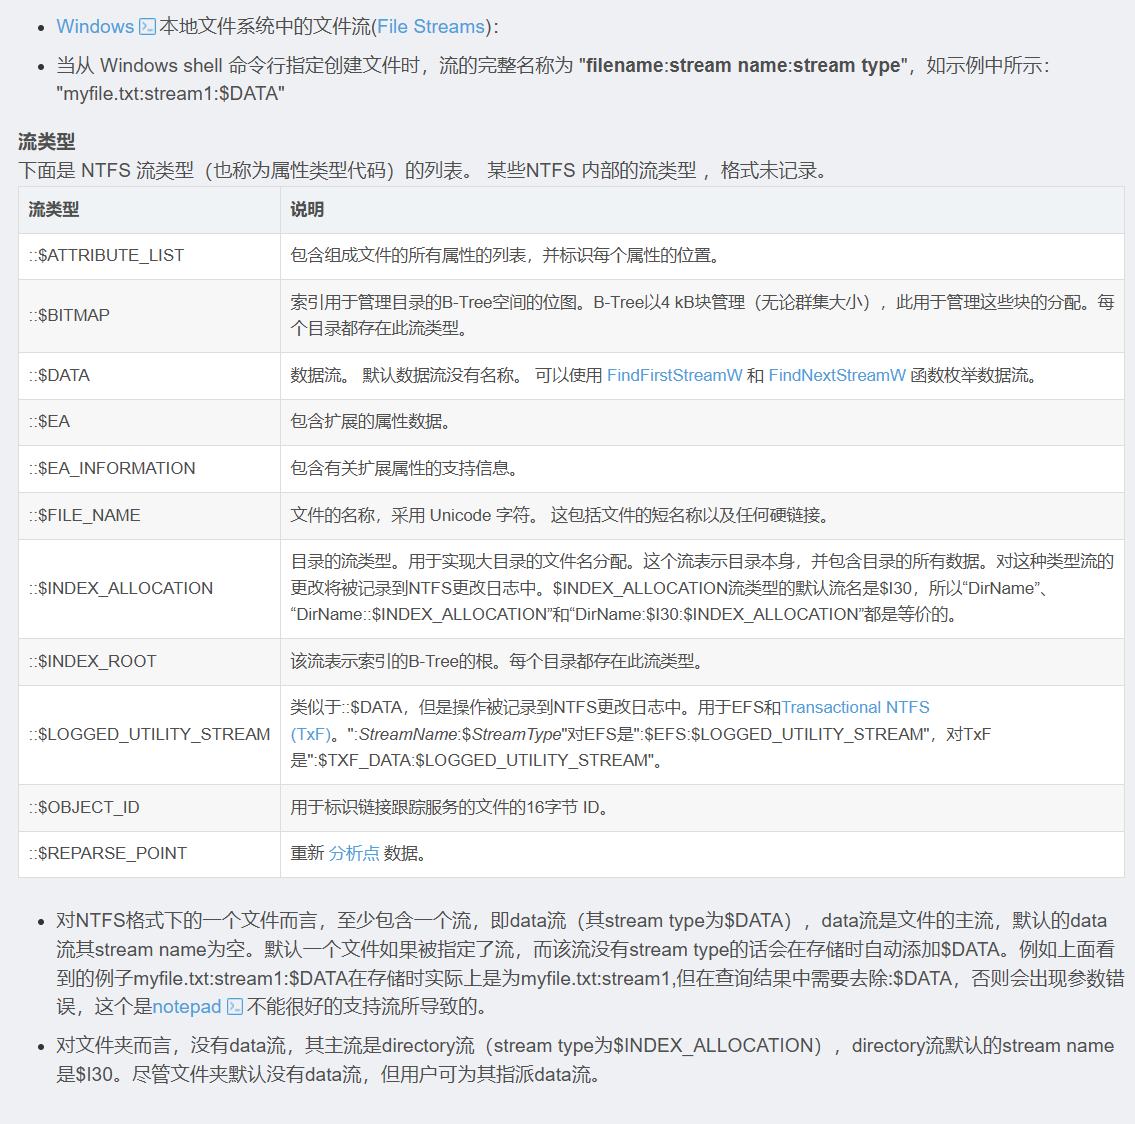 Windows 本地文件系统中的文件流(File Streams)：
当从 Windows shell 命令行指定创建文件时，流的完整名称为 "filename:stream name:stream type"，如示例中所示：
"myfile.txt:stream1:$DATA"
流类型
下面是 NTFS 流类型（也称为属性类型代码）的列表。 某些NTFS 内部的流类型 ，格式未记录。
流类型 说明
::$ATTRIBUTE_LIST 包含组成文件的所有属性的列表，并标识每个属性的位置。
::$BITMAP 索引用于管理目录的B-Tree空间的位图。B-Tree以4 kB块管理（无论群集大小），此用于管理这些块的分配。每
个目录都存在此流类型。
::$DATA 数据流。 默认数据流没有名称。 可以使用 FindFirstStreamW 和 FindNextStreamW 函数枚举数据流。
::$EA 包含扩展的属性数据。
::$EA_INFORMATION 包含有关扩展属性的支持信息。
::$FILE_NAME 文件的名称，采用 Unicode 字符。 这包括文件的短名称以及任何硬链接。
::$INDEX_ALLOCATION 目录的流类型。用于实现大目录的文件名分配。这个流表示目录本身，并包含目录的所有数据。对这种类型流的
更改将被记录到NTFS更改日志中。$INDEX_ALLOCATION流类型的默认流名是$I30，所以“DirName”、
“DirName::$INDEX_ALLOCATION”和“DirName:$I30:$INDEX_ALLOCATION”都是等价的。
::$INDEX_ROOT 该流表示索引的B-Tree的根。每个目录都存在此流类型。
::$LOGGED_UTILITY_STREAM 类似于::$DATA，但是操作被记录到NTFS更改日志中。用于EFS和Transactional NTFS
(TxF)。":StreamName:$StreamType"对EFS是":$EFS:$LOGGED_UTILITY_STREAM"，对TxF
是":$TXF_DATA:$LOGGED_UTILITY_STREAM"。
::$OBJECT_ID 用于标识链接跟踪服务的文件的16字节 ID。
::$REPARSE_POINT 重新 分析点 数据。
对NTFS格式下的一个文件而言，至少包含一个流，即data流（其stream type为$DATA），data流是文件的主流，默认的data
流其stream name为空。默认一个文件如果被指定了流，而该流没有stream type的话会在存储时自动添加$DATA。例如上面看
到的例子myfile.txt:stream1:$DATA在存储时实际上是为myfile.txt:stream1,但在查询结果中需要去除:$DATA，否则会出现参数错
误，这个是notepad 不能很好的支持流所导致的。
对文件夹而言，没有data流，其主流是directory流（stream type为$INDEX_ALLOCATION），directory流默认的stream name
是$I30。尽管文件夹默认没有data流，但用户可为其指派data流。